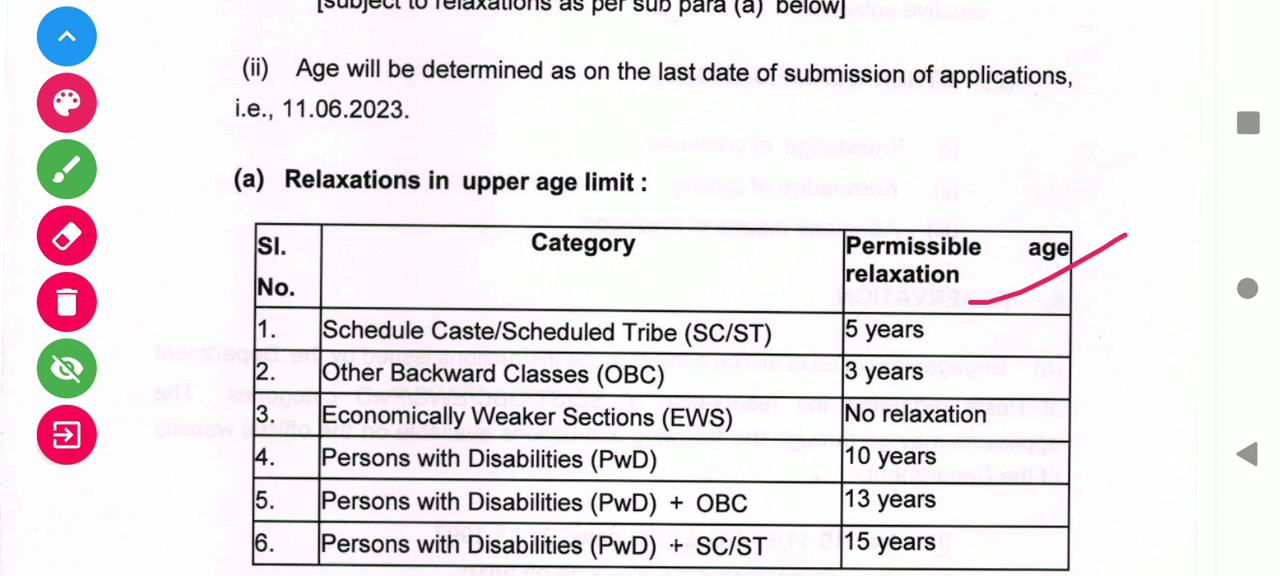 [subject to relaxations as per sub para (a) below]
(ii) Age will be determined as on the last date of submission of applications,
i.e., 11.06.2023.
(a) Relaxations in upper age limit :
Sl. No. Category Permissible age relaxation
1. Schedule Caste/Scheduled Tribe (SC/ST) 5 years
2. Other Backward Classes (OBC) 3 years
3. Economically Weaker Sections (EWS) No relaxation
4. Persons with Disabilities (PwD) 10 years
5. Persons with Disabilities (PwD) + OBC 13 years
6. Persons with Disabilities (PwD) + SC/ST 15 years